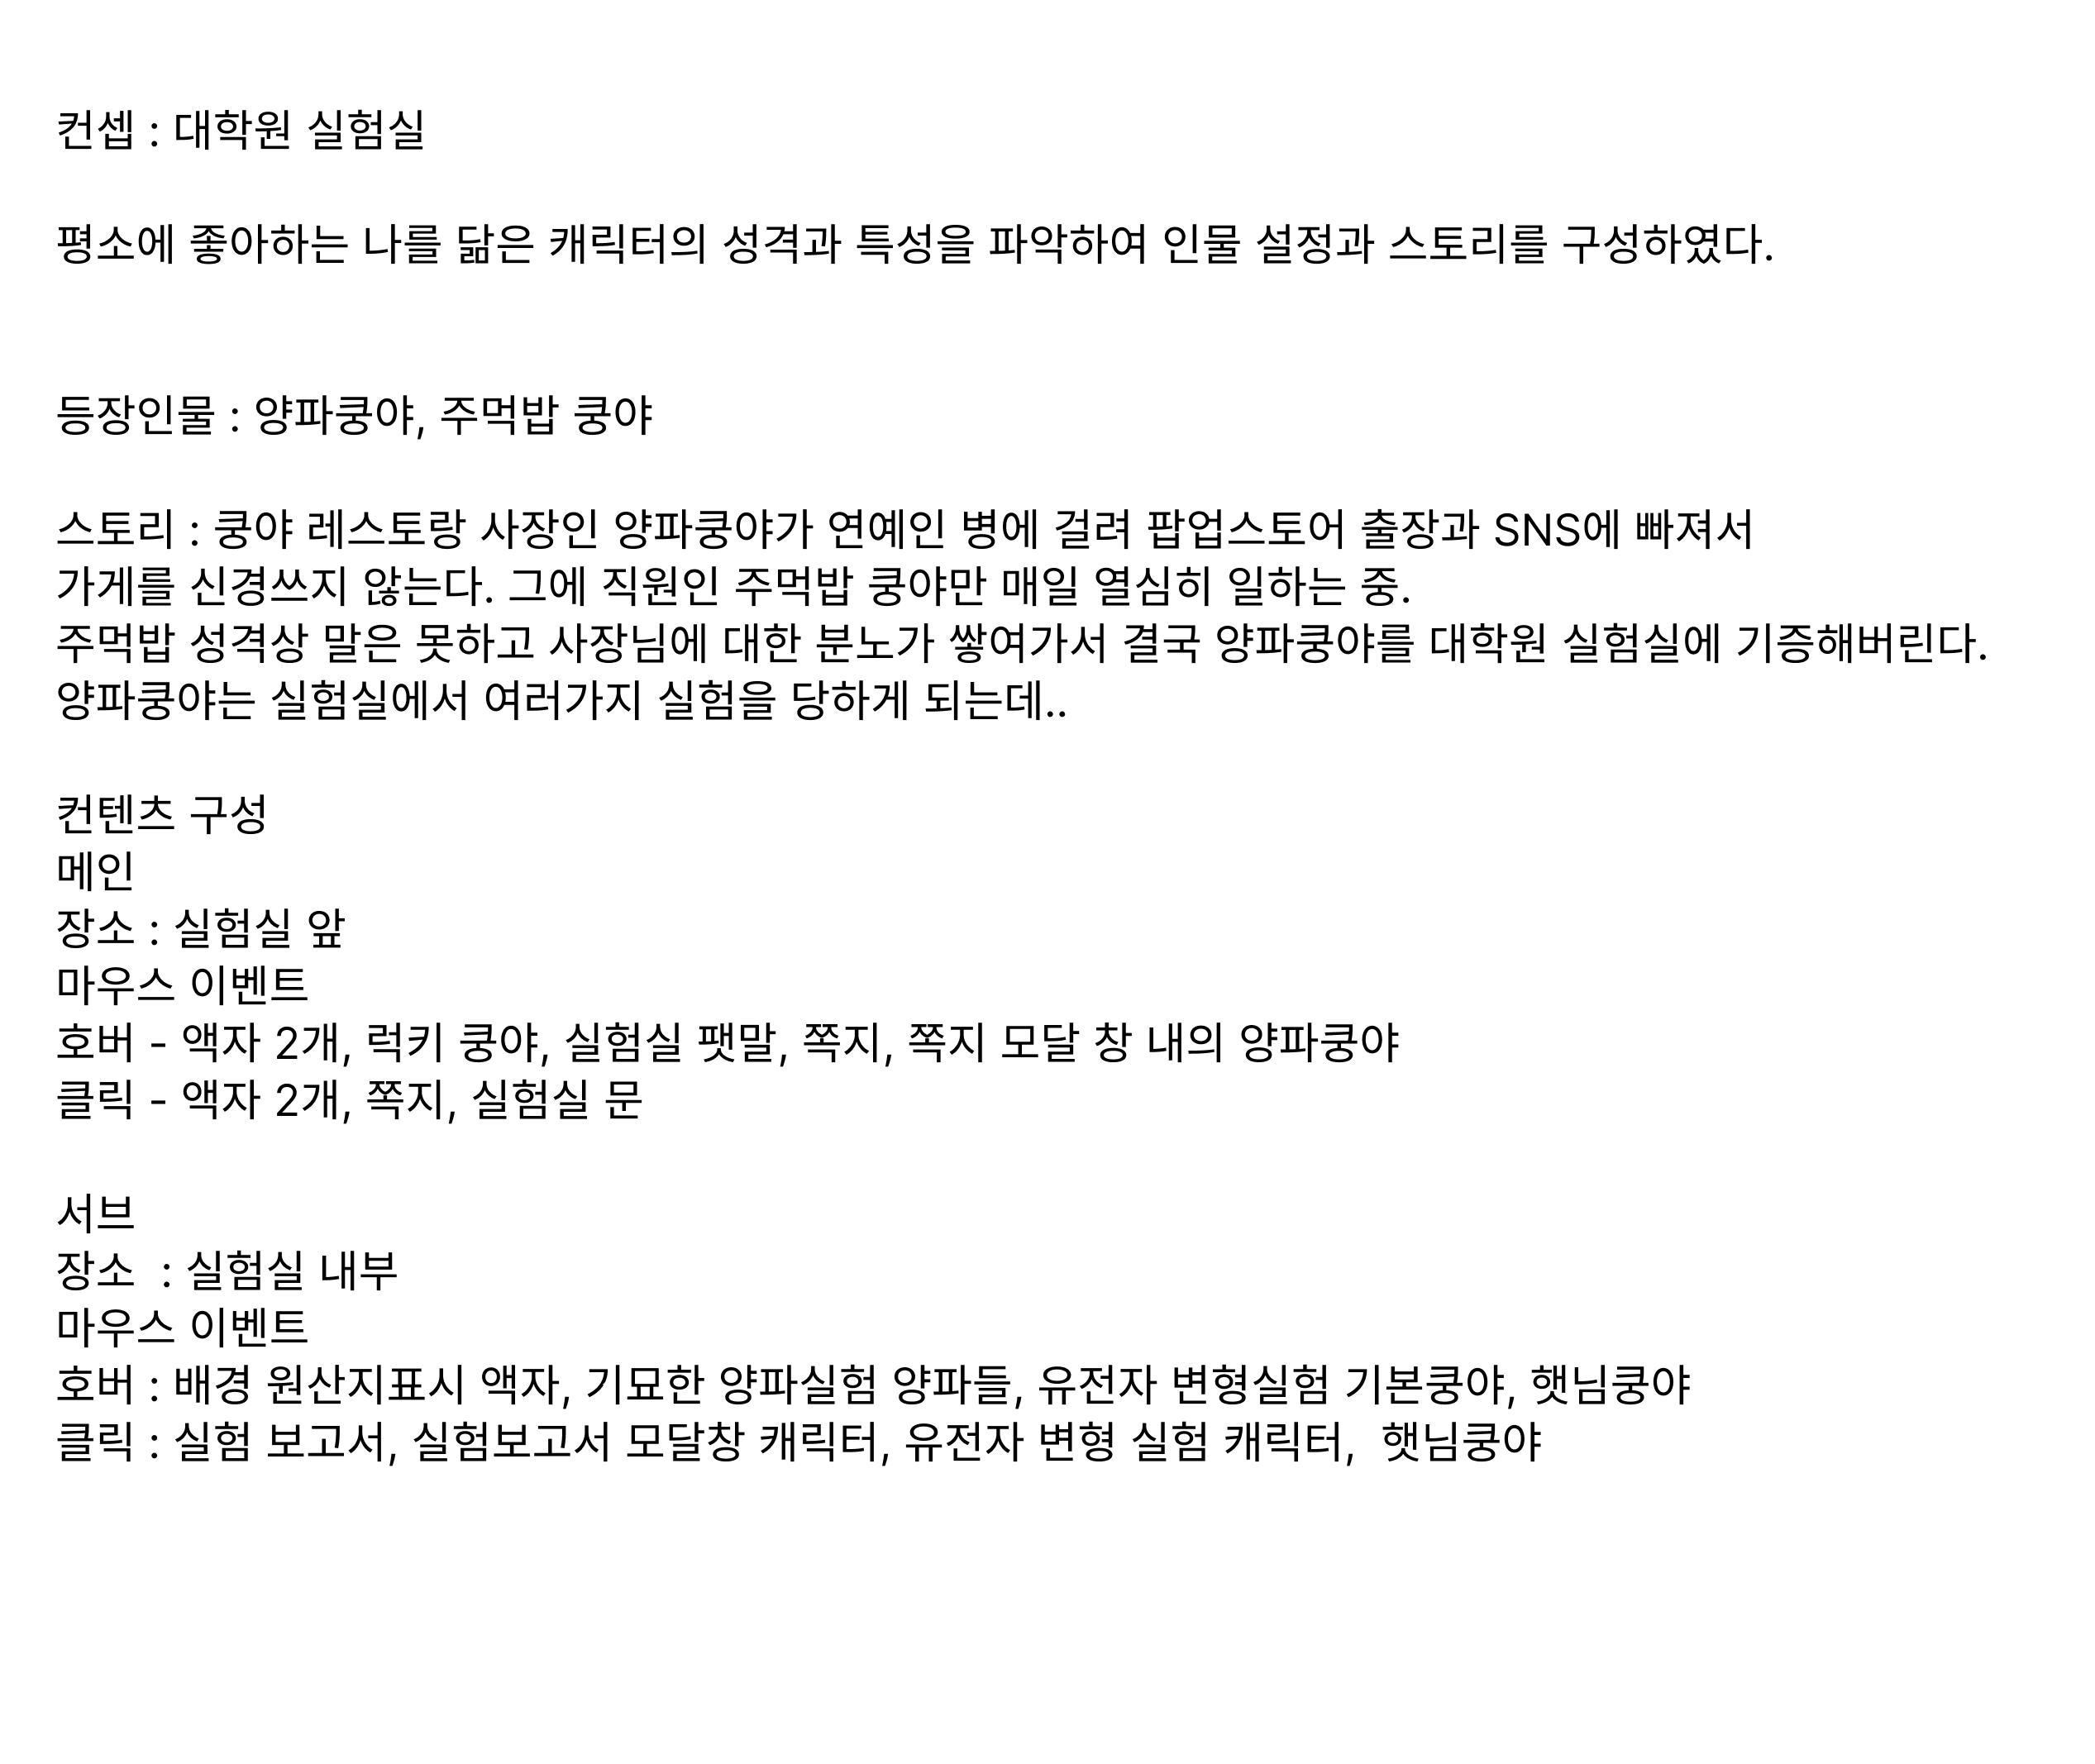 컨셉 : 대학원 실험실
평소에 좋아하는 나를 닮은 캐릭터의 성격과 특성을 파악하여 인물 설정과 스토리를 구성하였다.
등장인물 : 양파쿵야, 주먹밥 쿵야
스토리 : 쿵야 레스토랑 사장인 양파쿵야가 연예인 병에 걸려 팝업스토어 출장과 SNS에 빠져서
가게를 신경쓰지 않는다. 그에 직원인 주먹밥 쿵야만 매일 열심히 일하는 중.
주먹밥 성격상 말은 못하고 사장님에 대한 분노가 쌓여가서 결국 양파쿵야를 대학원 실험실에 기증해버린다.
양파쿵야는 실험실에서 여러가지 실험을 당하게 되는데..
컨텐츠 구성
메인
장소 : 실험실 앞
마우스 이벤트
호버 - 액자 2개, 럭키 쿵야, 실험실 팻말, 쪽지, 쪽지 모달 창 내의 양파쿵야
클릭 - 액자 2개, 쪽지, 실험실 문
서브
장소  : 실험실 내부
마우스 이벤트
호버 : 배경 원산지표시 액자, 기묘한 양파실험 양파들, 유전자 변형실험 기본쿵야, 햄님쿵야
클릭 : 실험 보고서, 실험보고서 모달창 캐릭터, 유전자 변형 실험 캐릭터,  햄님쿵야